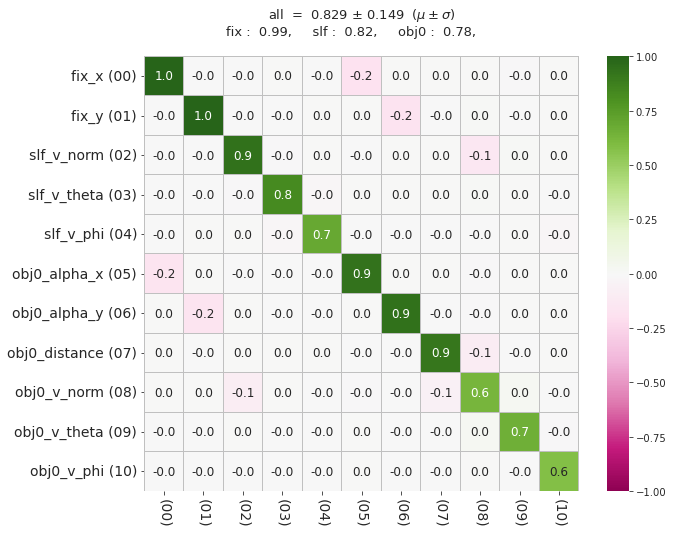 all = 0.829 ± 0.149 (μ ± σ)
fix : 0.99, slf : 0.82, obj0 : 0.78,
fix_x (00) 1.0 -0.0 -0.0 0.0 -0.0 -0.2 0.0 0.0 0.0 -0.0 0.0
fix_y (01) -0.0 1.0 -0.0 -0.0 0.0 0.0 -0.2 -0.0 0.0 0.0 -0.0
slf_v_norm (02) -0.0 -0.0 0.9 0.0 -0.0 0.0 0.0 0.0 -0.1 0.0 0.0
slf_v_theta (03) 0.0 -0.0 0.0 0.8 -0.0 0.0 0.0 0.0 0.0 0.0 -0.0
slf_v_phi (04) -0.0 0.0 -0.0 -0.0 0.7 -0.0 -0.0 -0.0 -0.0 -0.0 -0.0
obj0_alpha_x (05) -0.2 0.0 0.0 0.0 -0.0 0.9 0.0 0.0 0.0 -0.0 0.0
obj0_alpha_y (06) 0.0 -0.2 0.0 0.0 -0.0 0.0 0.9 -0.0 -0.0 0.0 0.0
obj0_distance (07) 0.0 -0.0 0.0 0.0 -0.0 0.0 -0.0 0.9 -0.1 0.0 -0.0
obj0_v_norm (08) 0.0 0.0 -0.1 0.0 -0.0 0.0 -0.0 -0.1 0.6 0.0 -0.0
obj0_v_theta (09) -0.0 0.0 0.0 0.0 -0.0 -0.0 0.0 0.0 0.0 0.7 -0.0
obj0_v_phi (10) -0.0 -0.0 0.0 -0.0 -0.0 0.0 0.0 -0.0 -0.0 -0.0 0.6
(00) (01) (02) (03) (04) (05) (06) (07) (08) (09) (10)
1.00
0.75
0.50
0.25
0.00
−0.25
−0.50
−0.75
−1.00